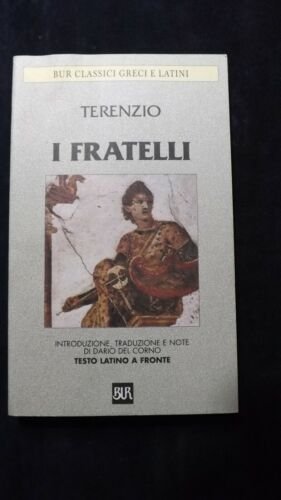 BUR CLASSICI GRECI E LATINI
TERENZIO
I FRATELLI
INTRODUZIONE, TRADUZIONE E NOTE
DI DARIO DEL CORNO
TESTO LATINO A FRONTE
BUR